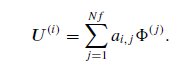 U^{(i)} = \sum_{j=1}^{Nf} a_{i,j} \Phi^{(j)}.